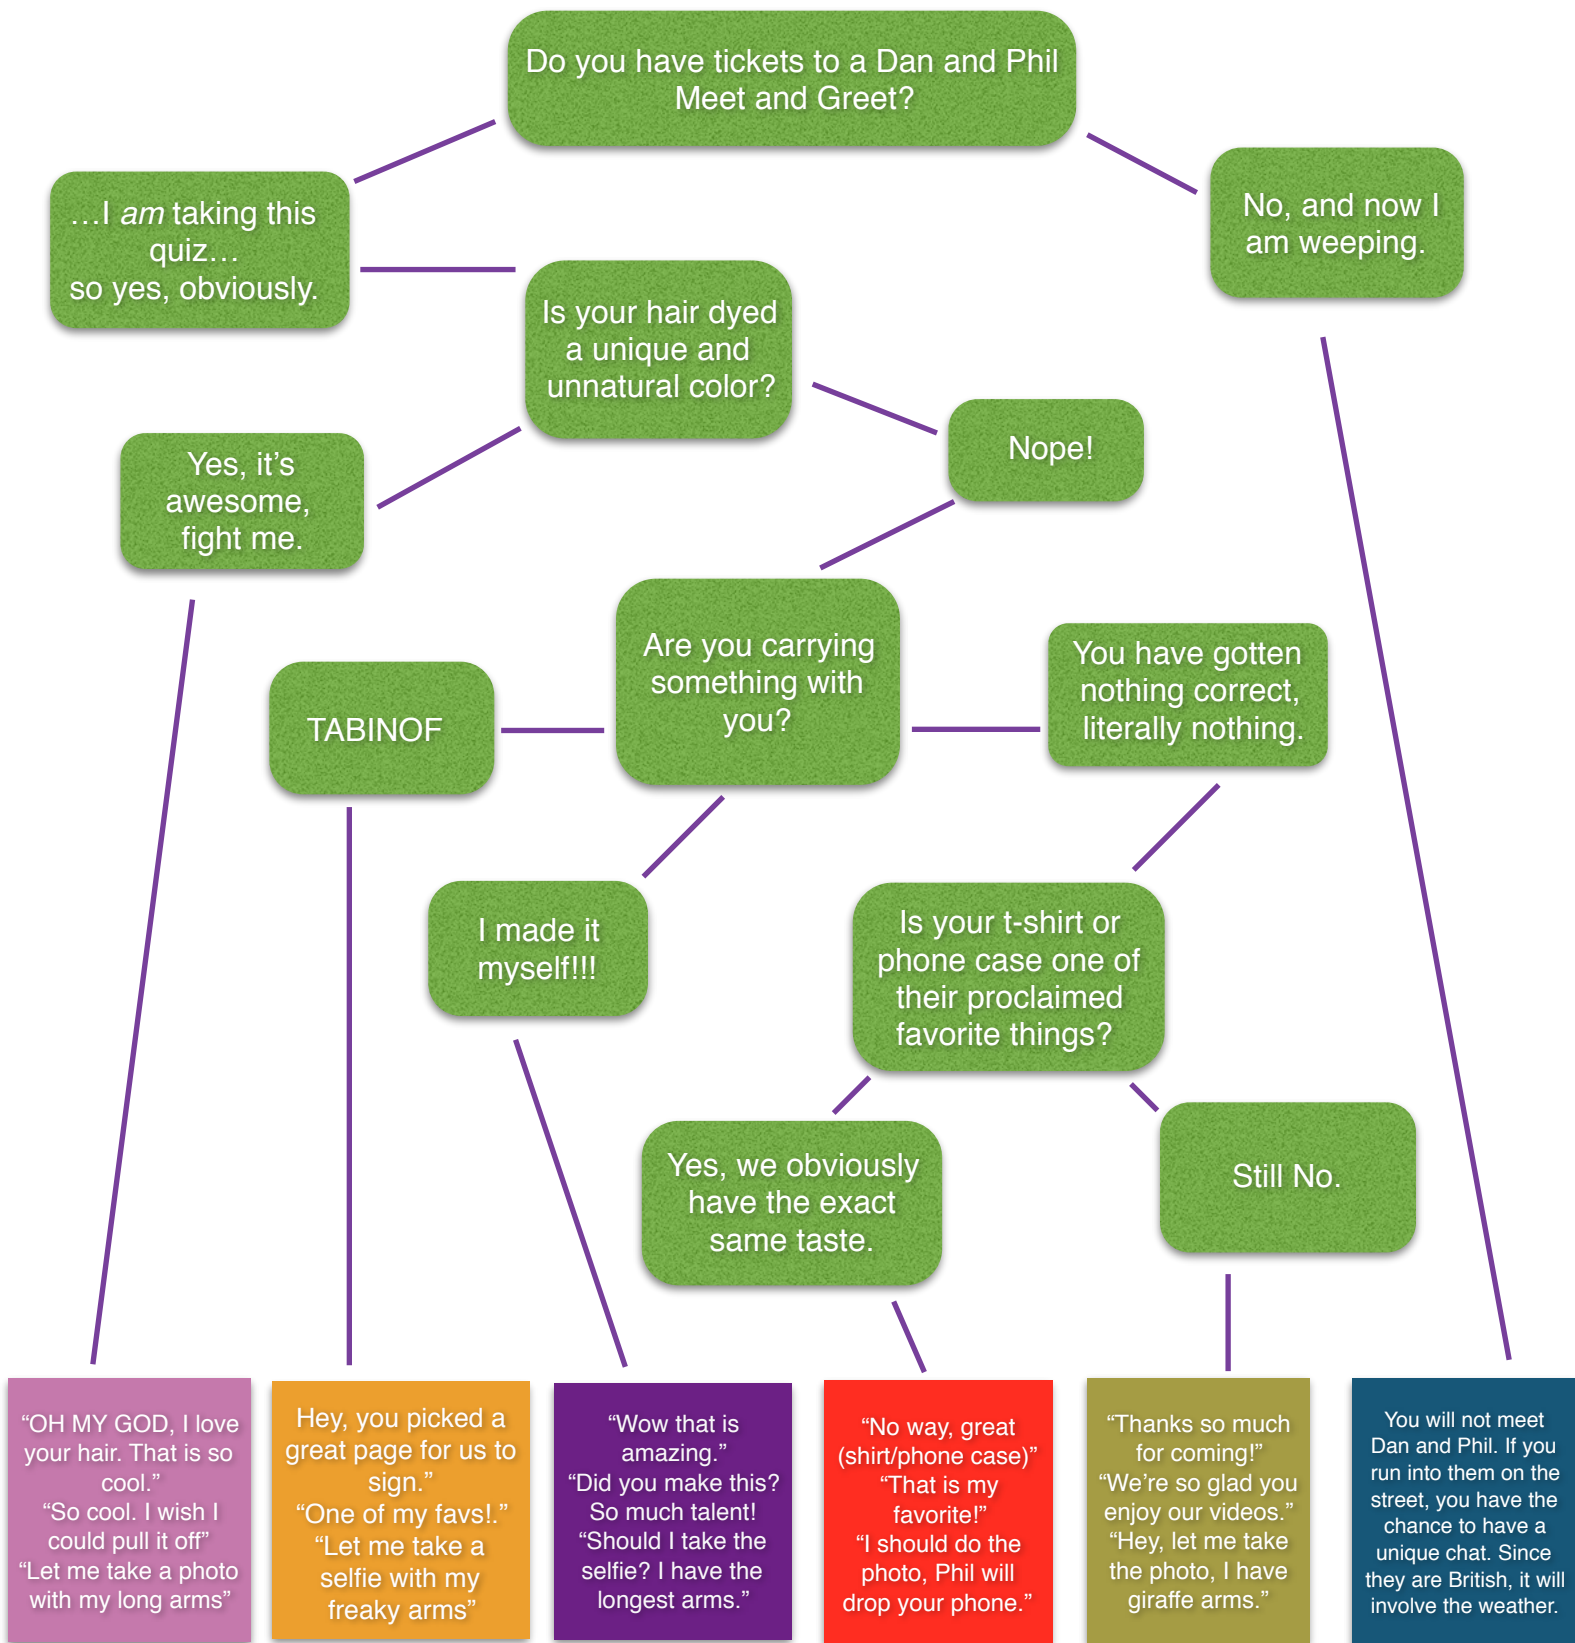 Do you have tickets to a Dan and Phil
Meet and Greet?
…I am taking this
quiz…
so yes, obviously.
No, and now I
am weeping.
Is your hair dyed
a unique and
unnatural color?
Yes, it’s
awesome,
fight me.
Nope!
Are you carrying
something with
you?
TABINOF
You have gotten
nothing correct,
literally nothing.
I made it
myself!!!
Is your t-shirt or
phone case one of
their proclaimed
favorite things?
Yes, we obviously
have the exact
same taste.
Still No.
“OH MY GOD, I love
your hair. That is so
cool.”
“So cool. I wish I
could pull it off”
“Let me take a photo
with my long arms”
Hey, you picked a
great page for us to
sign.”
“One of my favs!.”
“Let me take a
selfie with my
freaky arms”
“Wow that is
amazing.”
“Did you make this?
So much talent!
“Should I take the
selfie? I have the
longest arms.”
“No way, great
(shirt/phone case)”
“That is my
favorite!”
“I should do the
photo, Phil will
drop your phone.”
“Thanks so much
for coming!”
“We’re so glad you
enjoy our videos.”
“Hey, let me take
the photo, I have
giraffe arms.”
You will not meet
Dan and Phil. If you
run into them on the
street, you have the
chance to have a
unique chat. Since
they are British, it will
involve the weather.